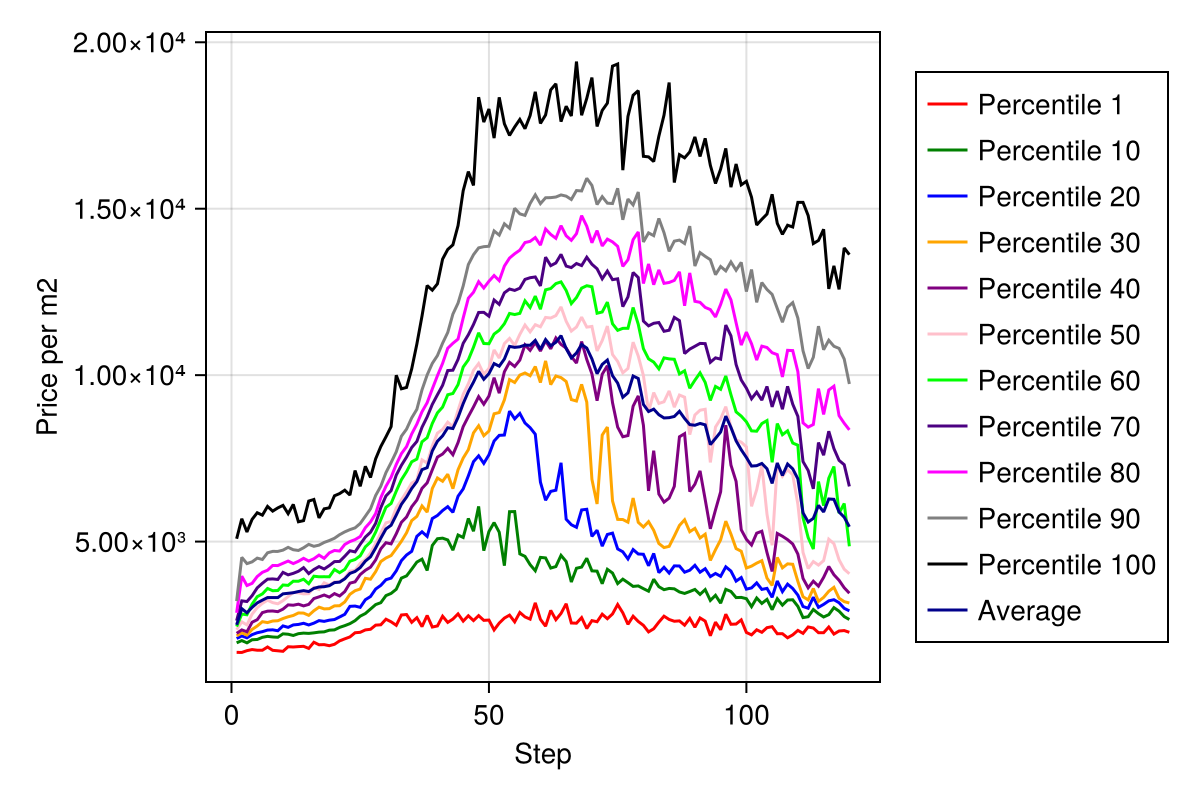 2.00×10⁴
1.50×10⁴
1.00×10⁴
5.00×10³
Price per m2
0
50
100
Step
Percentile 1
Percentile 10
Percentile 20
Percentile 30
Percentile 40
Percentile 50
Percentile 60
Percentile 70
Percentile 80
Percentile 90
Percentile 100
Average